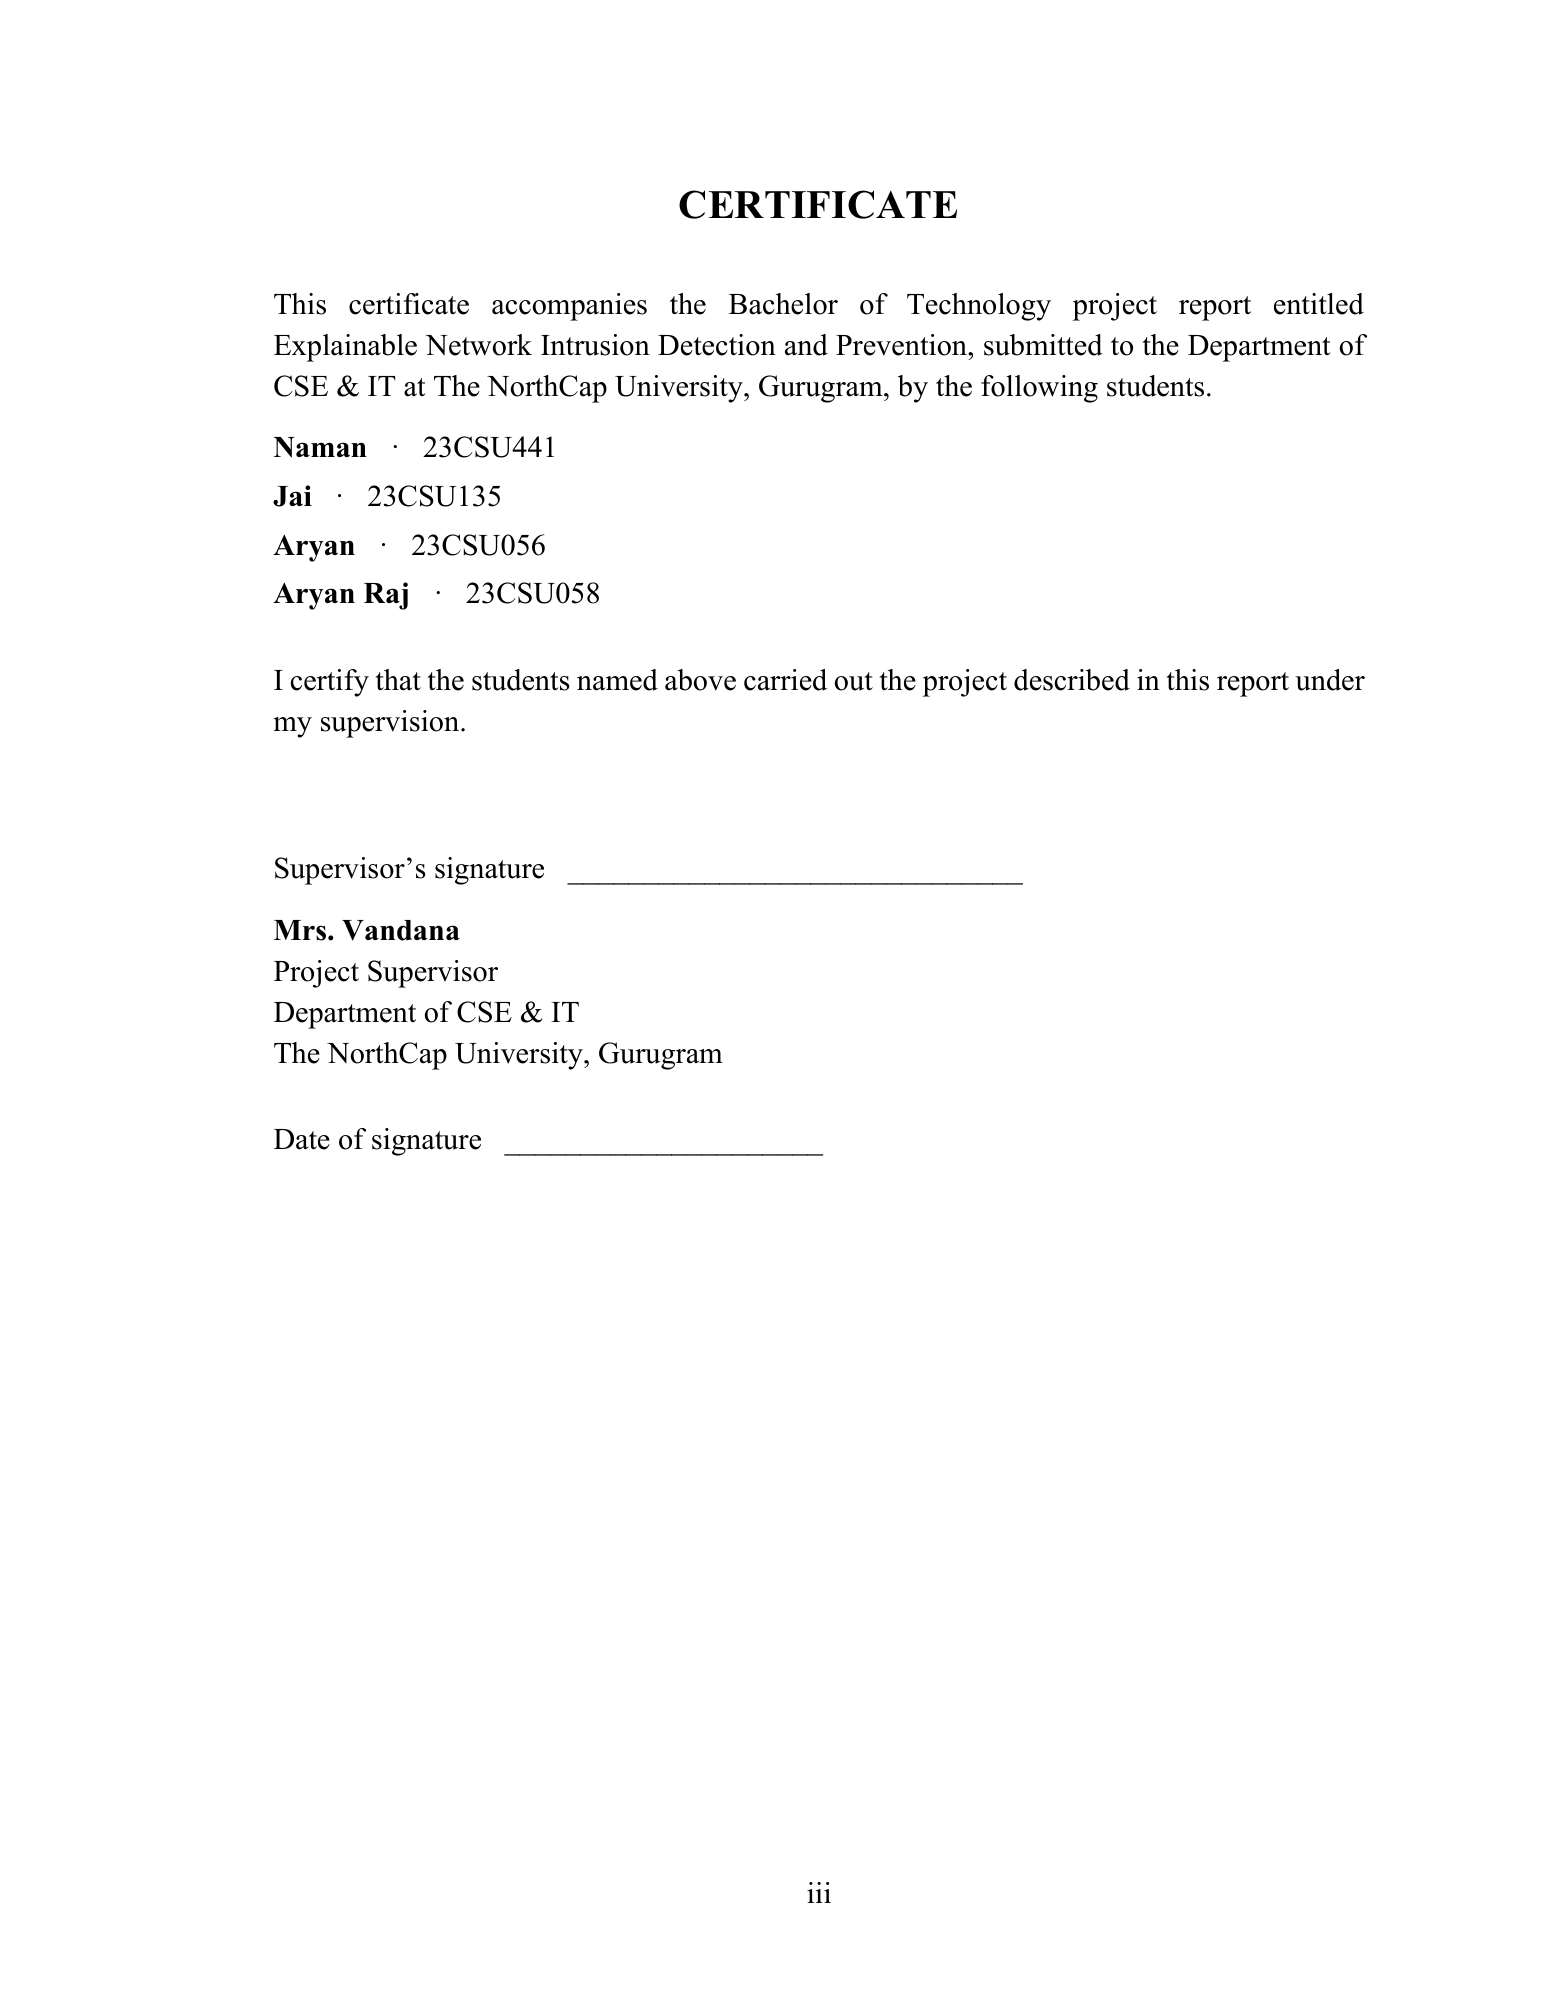 CERTIFICATE
This certificate accompanies the Bachelor of Technology project report entitled
Explainable Network Intrusion Detection and Prevention, submitted to the Department of
CSE & IT at The NorthCap University, Gurugram, by the following students.
Naman · 23CSU441
Jai · 23CSU135
Aryan · 23CSU056
Aryan Raj · 23CSU058
I certify that the students named above carried out the project described in this report under
my supervision.
Supervisor’s signature ______________________________
Mrs. Vandana
Project Supervisor
Department of CSE & IT
The NorthCap University, Gurugram
Date of signature _____________________
iii